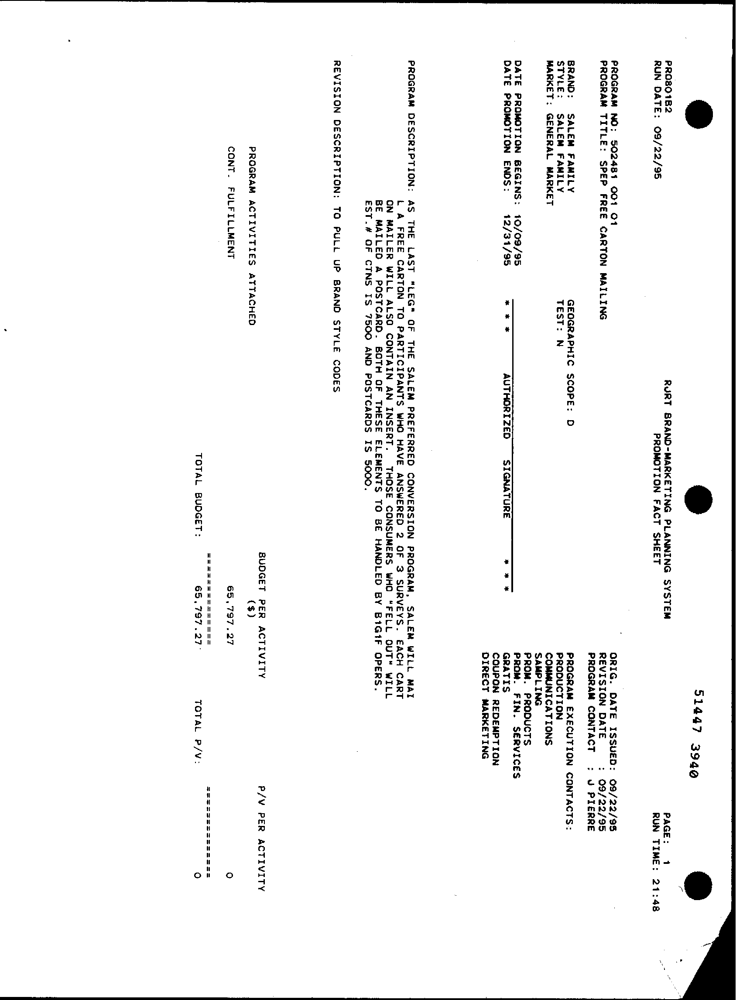 51447 3940
PRO801B2 RJRT BRAND-MARKETING PLANNING SYSTEM PAGE: 1
RUN DATE: 09/22/95 PROMOTION FACT SHEET RUN TIME: 21:48
PROGRAM NO: 502481 001 01 ORIG. DATE ISSUED: 09/22/95
PROGRAM TITLE: SPEP FREE CARTON MAILING REVISION DATE : 09/22/95
PROGRAM CONTACT : J PIERRE
BRAND: SALEM FAMILY GEOGRAPHIC SCOPE: D PROGRAM EXECUTION CONTACTS:
STYLE: SALEM FAMILY TEST: N PRODUCTION
MARKET: GENERAL MARKET COMMUNICATIONS
SAMPLING
PROM. PRODUCTS
DATE PROMOTION BEGINS: 10/09/95 PROM. FIN. SERVICES
DATE PROMOTION ENDS: 12/31/95 * * * AUTHORIZED SIGNATURE * * * GRATIS
COUPON REDEMPTION
DIRECT MARKETING
PROGRAM DESCRIPTION: AS THE LAST "LEG" OF THE SALEM PREFERRED CONVERSION PROGRAM, SALEM WILL MAI
L A FREE CARTON TO PARTICIPANTS WHO HAVE ANSWERED 2 OF 3 SURVEYS. EACH CART
ON MAILER WILL ALSO CONTAIN AN INSERT. THOSE CONSUMERS WHO "FELL OUT" WILL
BE MAILED A POSTCARD. BOTH OF THESE ELEMENTS TO BE HANDLED BY B1G1F OPERS.
EST.# OF CTNS IS 7500 AND POSTCARDS IS 5000.
REVISION DESCRIPTION: TO PULL UP BRAND STYLE CODES
PROGRAM ACTIVITIES ATTACHED BUDGET PER ACTIVITY P/V PER ACTIVITY
($)
CONT. FULFILLMENT 65,797.27 0
============= ===============
TOTAL BUDGET: 65,797.27 TOTAL P/V: 0